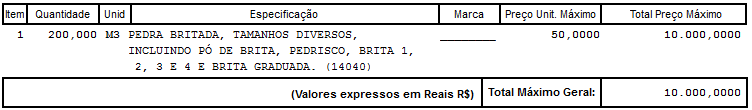 Item Quantidade Unid Especificação Marca Preço Unit. Máximo Total Preço Máximo
1 200,000 M3 PEDRA BRITADA, TAMANHOS DIVERSOS, ________ 50,0000 10.000,0000
INCLUINDO PÓ DE BRITA, PEDRISCO, BRITA 1,
2, 3 E 4 E BRITA GRADUADA. (14040)
(Valores expressos em Reais R$) Total Máximo Geral: 10.000,0000